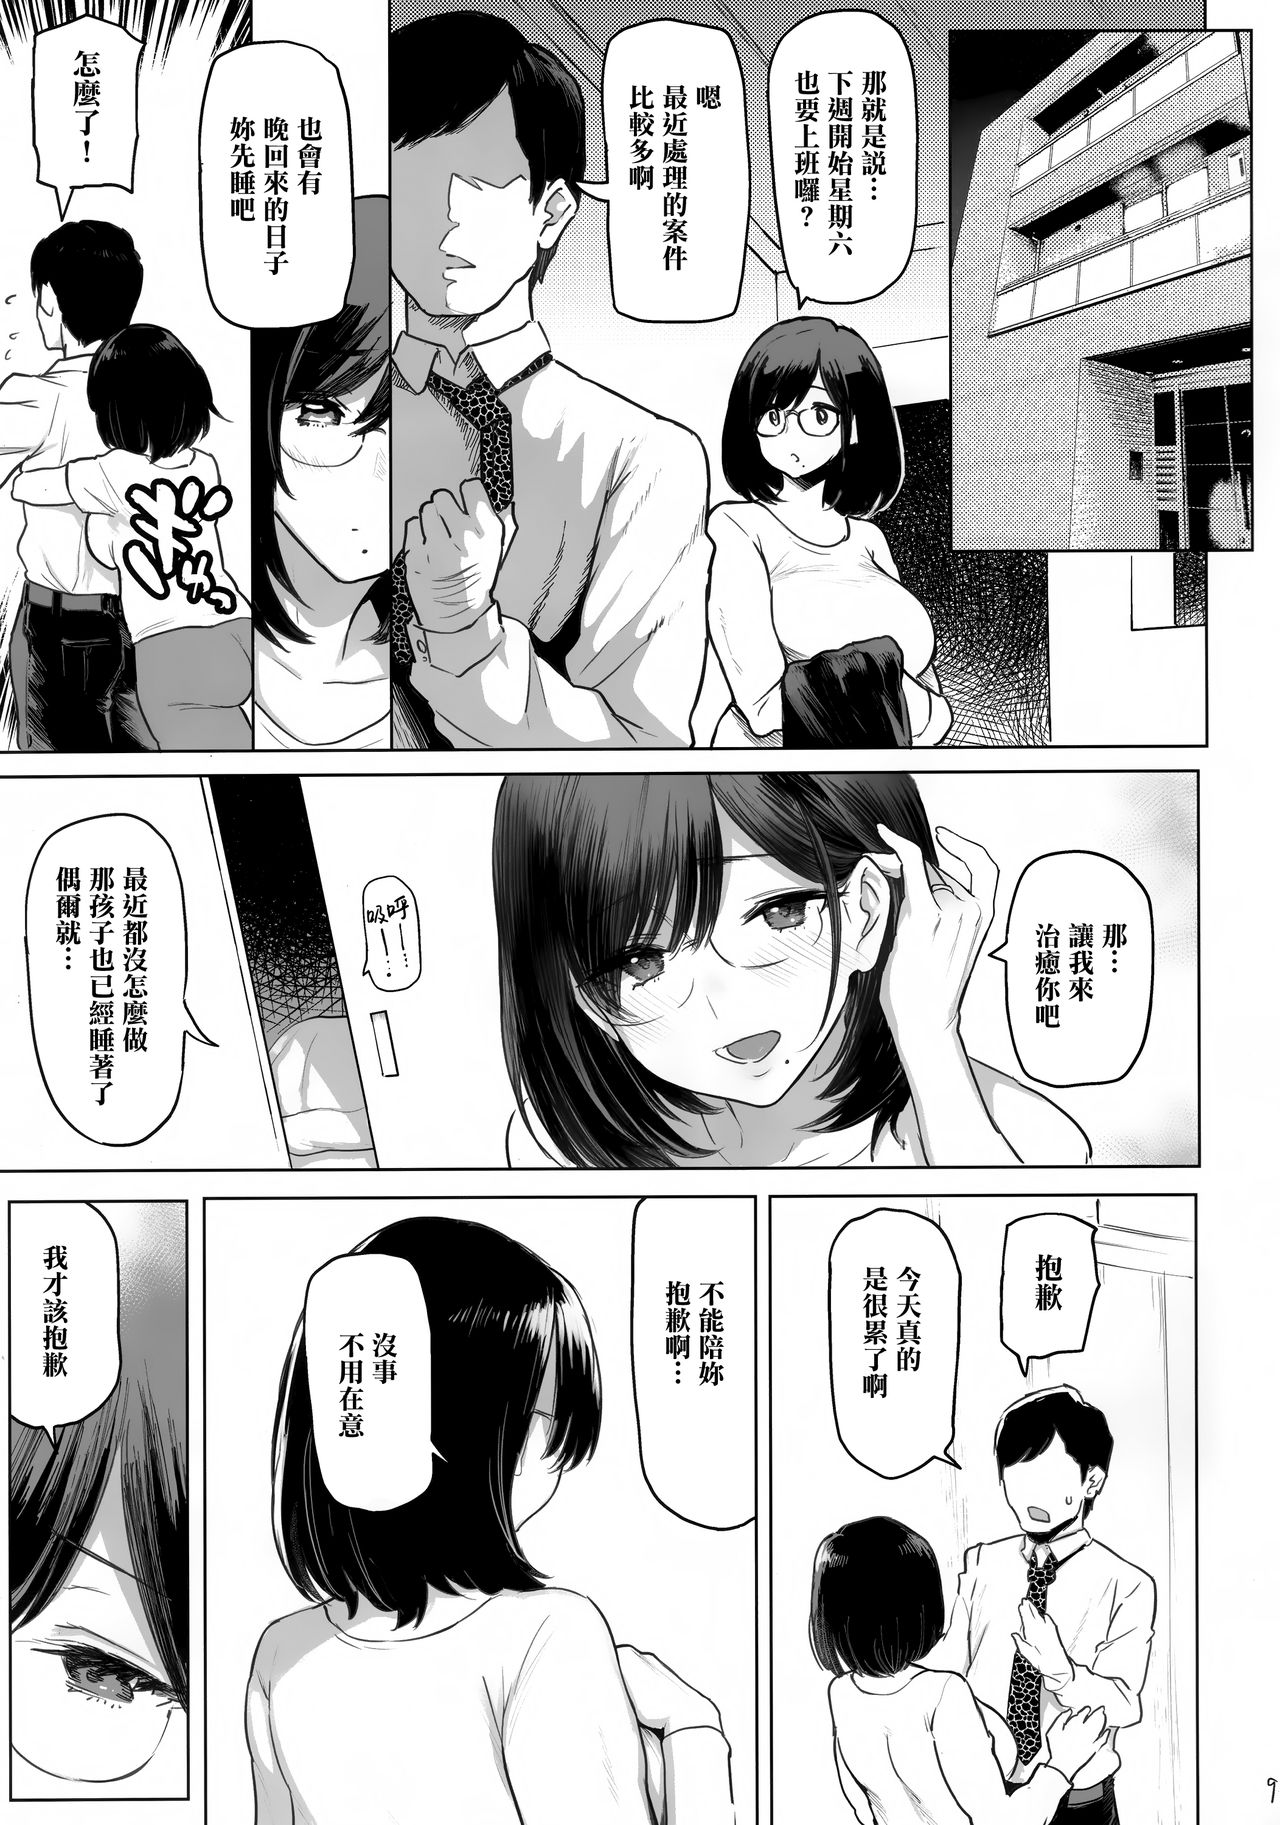 那就是説…
下週開始星期六
也要上班囉？
嗯
最近處理的案件
比較多啊
也會有
晚回來的日子
妳先睡吧
怎麼了！
ぎゅっ
那…
讓我來
治癒你吧
呼……
吸……
最近都沒怎麼做
那孩子也已經睡著了
偶爾就…
抱歉
今天真的
是很累了啊
不能陪妳
抱歉啊…
沒事
不用在意
我才該抱歉
9